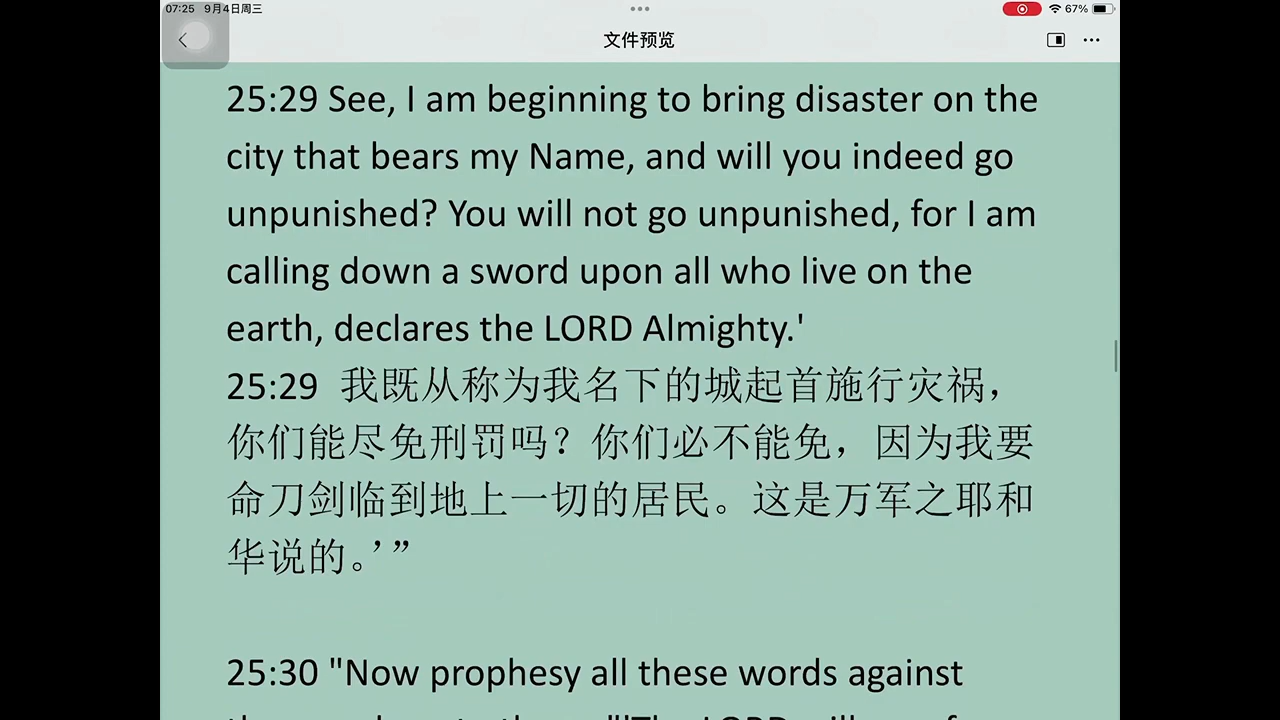 07:25 9月4日周三
67%
文件预览
25:29 See, I am beginning to bring disaster on the
city that bears my Name, and will you indeed go
unpunished? You will not go unpunished, for I am
calling down a sword upon all who live on the
earth, declares the LORD Almighty.'
25:29 我既从称为我名下的城起首施行灾祸，
你们能尽免刑罚吗？你们必不能免，因为我要
命刀剑临到地上一切的居民。这是万军之耶和
华说的。’”
25:30 "Now prophesy all these words against